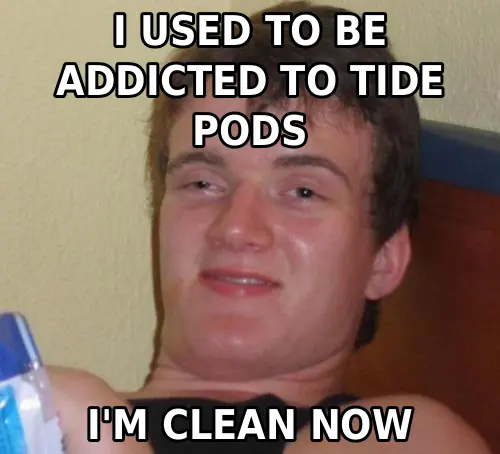 I USED TO BE
ADDICTED TO TIDE
PODS
I'M CLEAN NOW